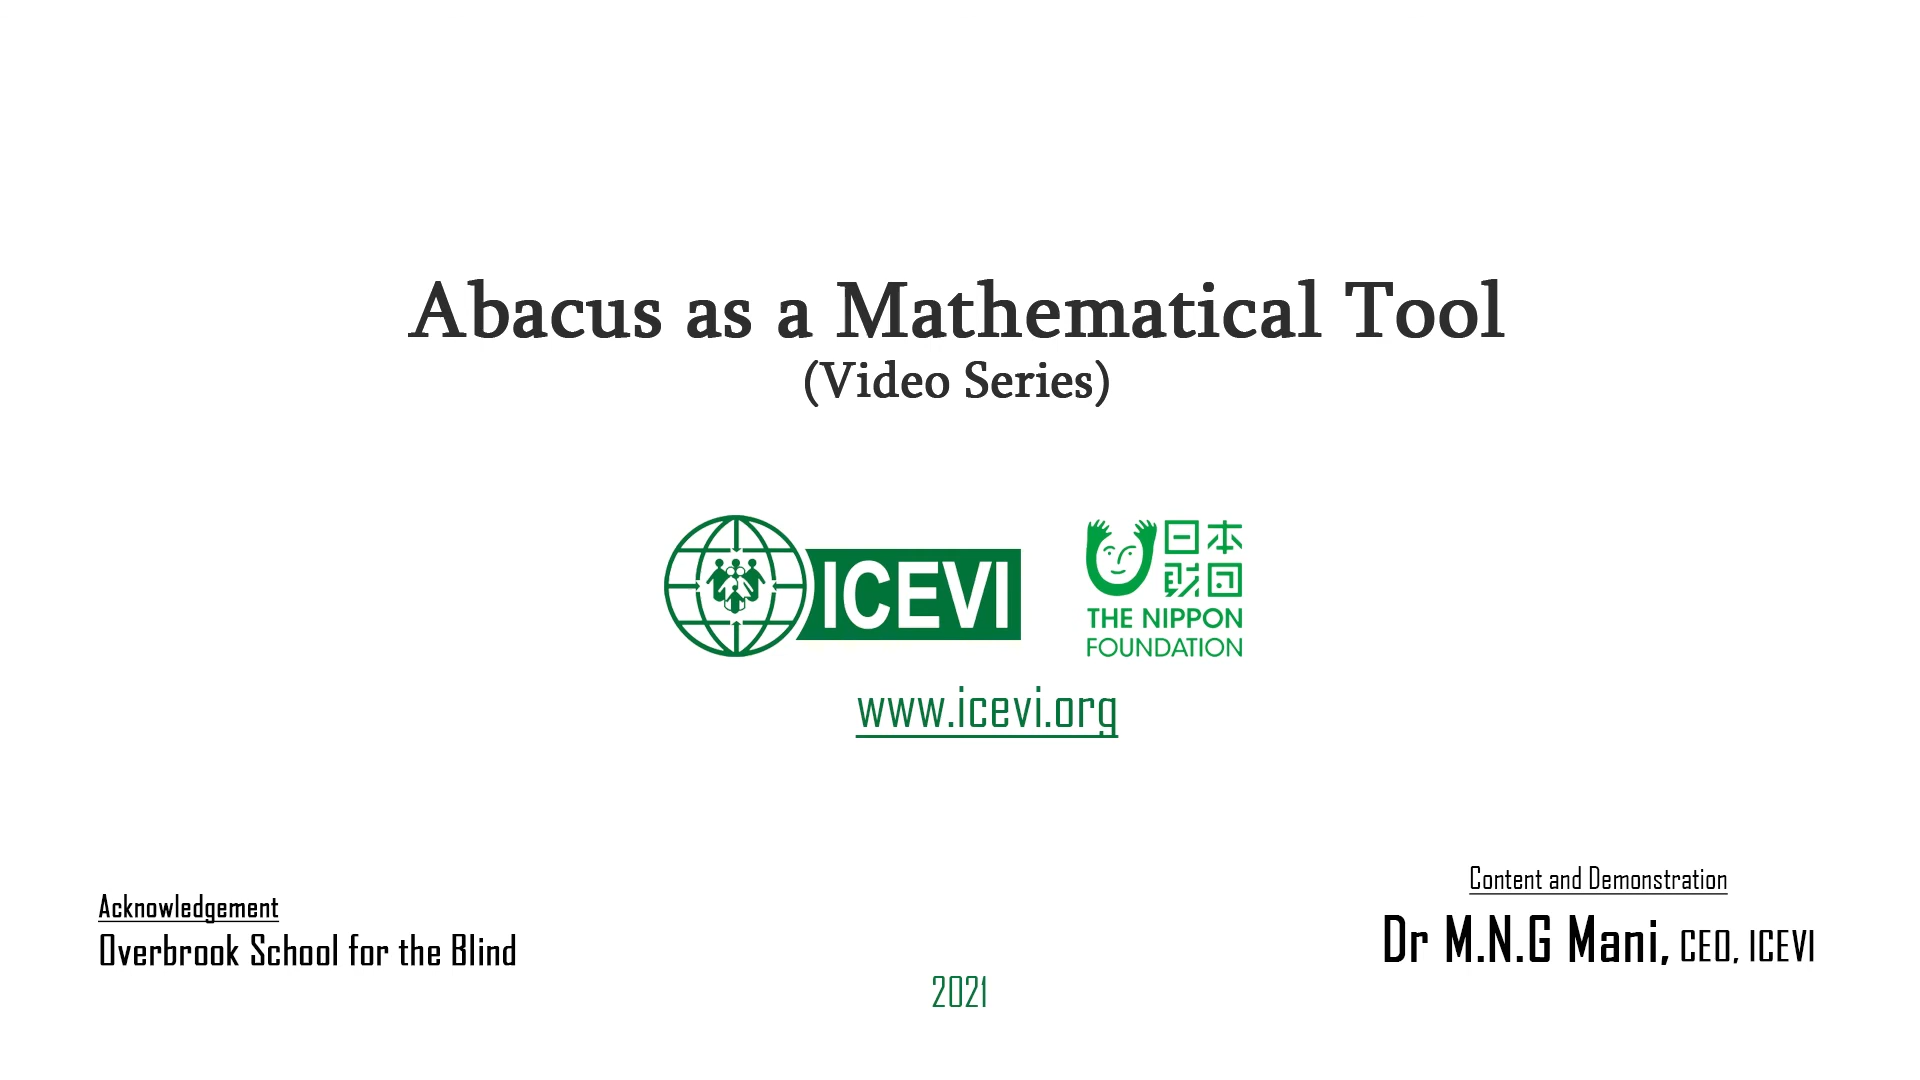 Abacus as a Mathematical Tool
(Video Series)
ICEVI
日本
財団
THE NIPPON
FOUNDATION
www.icevi.org
Acknowledgement
Overbrook School for the Blind
Content and Demonstration
Dr M.N.G Mani, CEO, ICEVI
2021